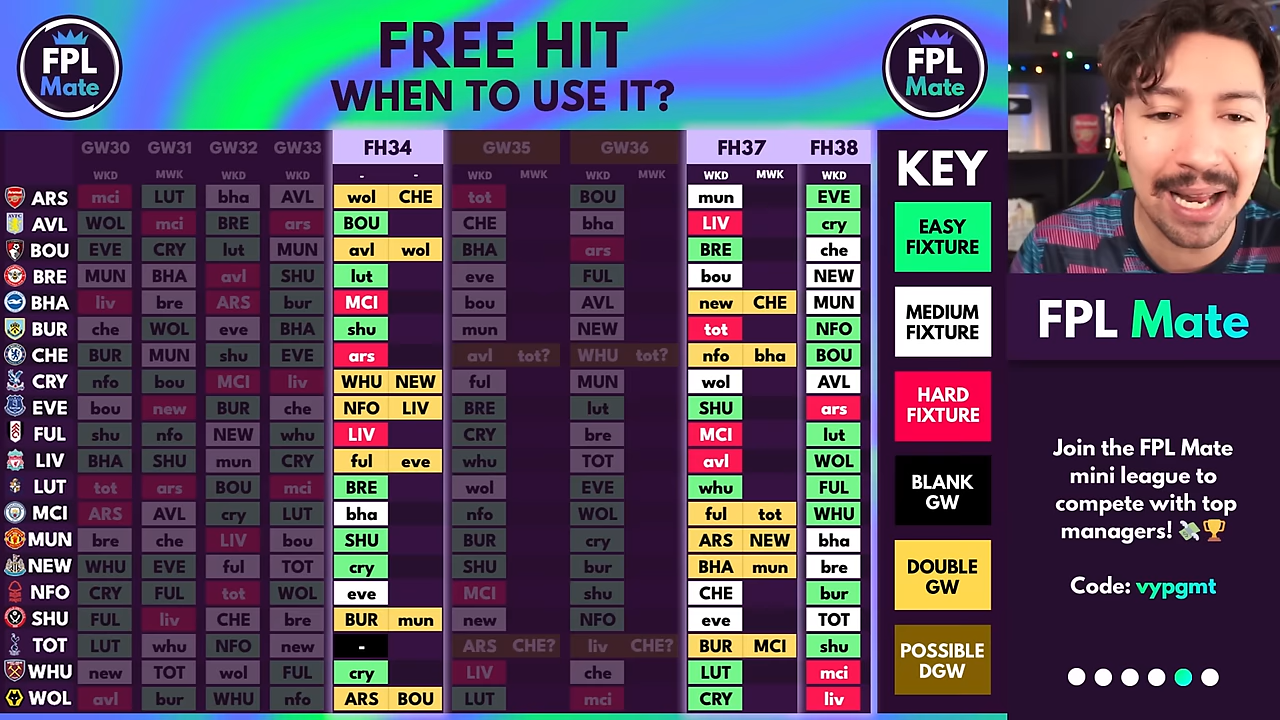 FPL
Mate
FREE HIT
WHEN TO USE IT?
FPL
Mate
GW30 GW31 GW32 GW33 FH34 GW35 GW36 FH37 FH38
WKD MWK WKD WKD - - WKD MWK WKD MWK WKD MWK WKD
ARS mci LUT bha AVL wol CHE tot BOU mun EVE
AVL WOL mci BRE ars BOU CHE bha LIV cry
BOU EVE CRY lut MUN avl wol BHA ars BRE che
BRE MUN BHA avl SHU lut eve FUL bou NEW
BHA liv bre ARS bur MCI bou AVL new CHE MUN
BUR che WOL eve BHA shu mun NEW tot NFO
CHE BUR MUN shu EVE ars avl tot? WHU tot? nfo bha BOU
CRY nfo bou MCI liv WHU NEW ful MUN wol AVL
EVE bou new BUR che NFO LIV BRE lut SHU ars
FUL shu nfo NEW whu LIV CRY bre MCI lut
LIV BHA SHU mun CRY ful eve whu TOT avl WOL
LUT tot ars BOU mci BRE wol EVE whu FUL
MCI ARS AVL cry LUT bha nfo WOL ful tot WHU
MUN bre che LIV bou SHU BUR cry ARS NEW bha
NEW WHU EVE ful TOT cry SHU bur BHA mun bre
NFO CRY FUL tot WOL eve MCI shu CHE bur
SHU FUL liv CHE bre BUR mun new NFO eve TOT
TOT LUT whu NFO new - ARS CHE? liv CHE? BUR MCI shu
WHU new TOT wol FUL cry LIV che LUT mci
WOL avl bur WHU nfo ARS BOU LUT mci CRY liv
KEY
EASY
FIXTURE
MEDIUM
FIXTURE
HARD
FIXTURE
BLANK
GW
DOUBLE
GW
POSSIBLE
DGW
FPL Mate
Join the FPL Mate
mini league to
compete with top
managers! 💸🏆
Code: vypgmt